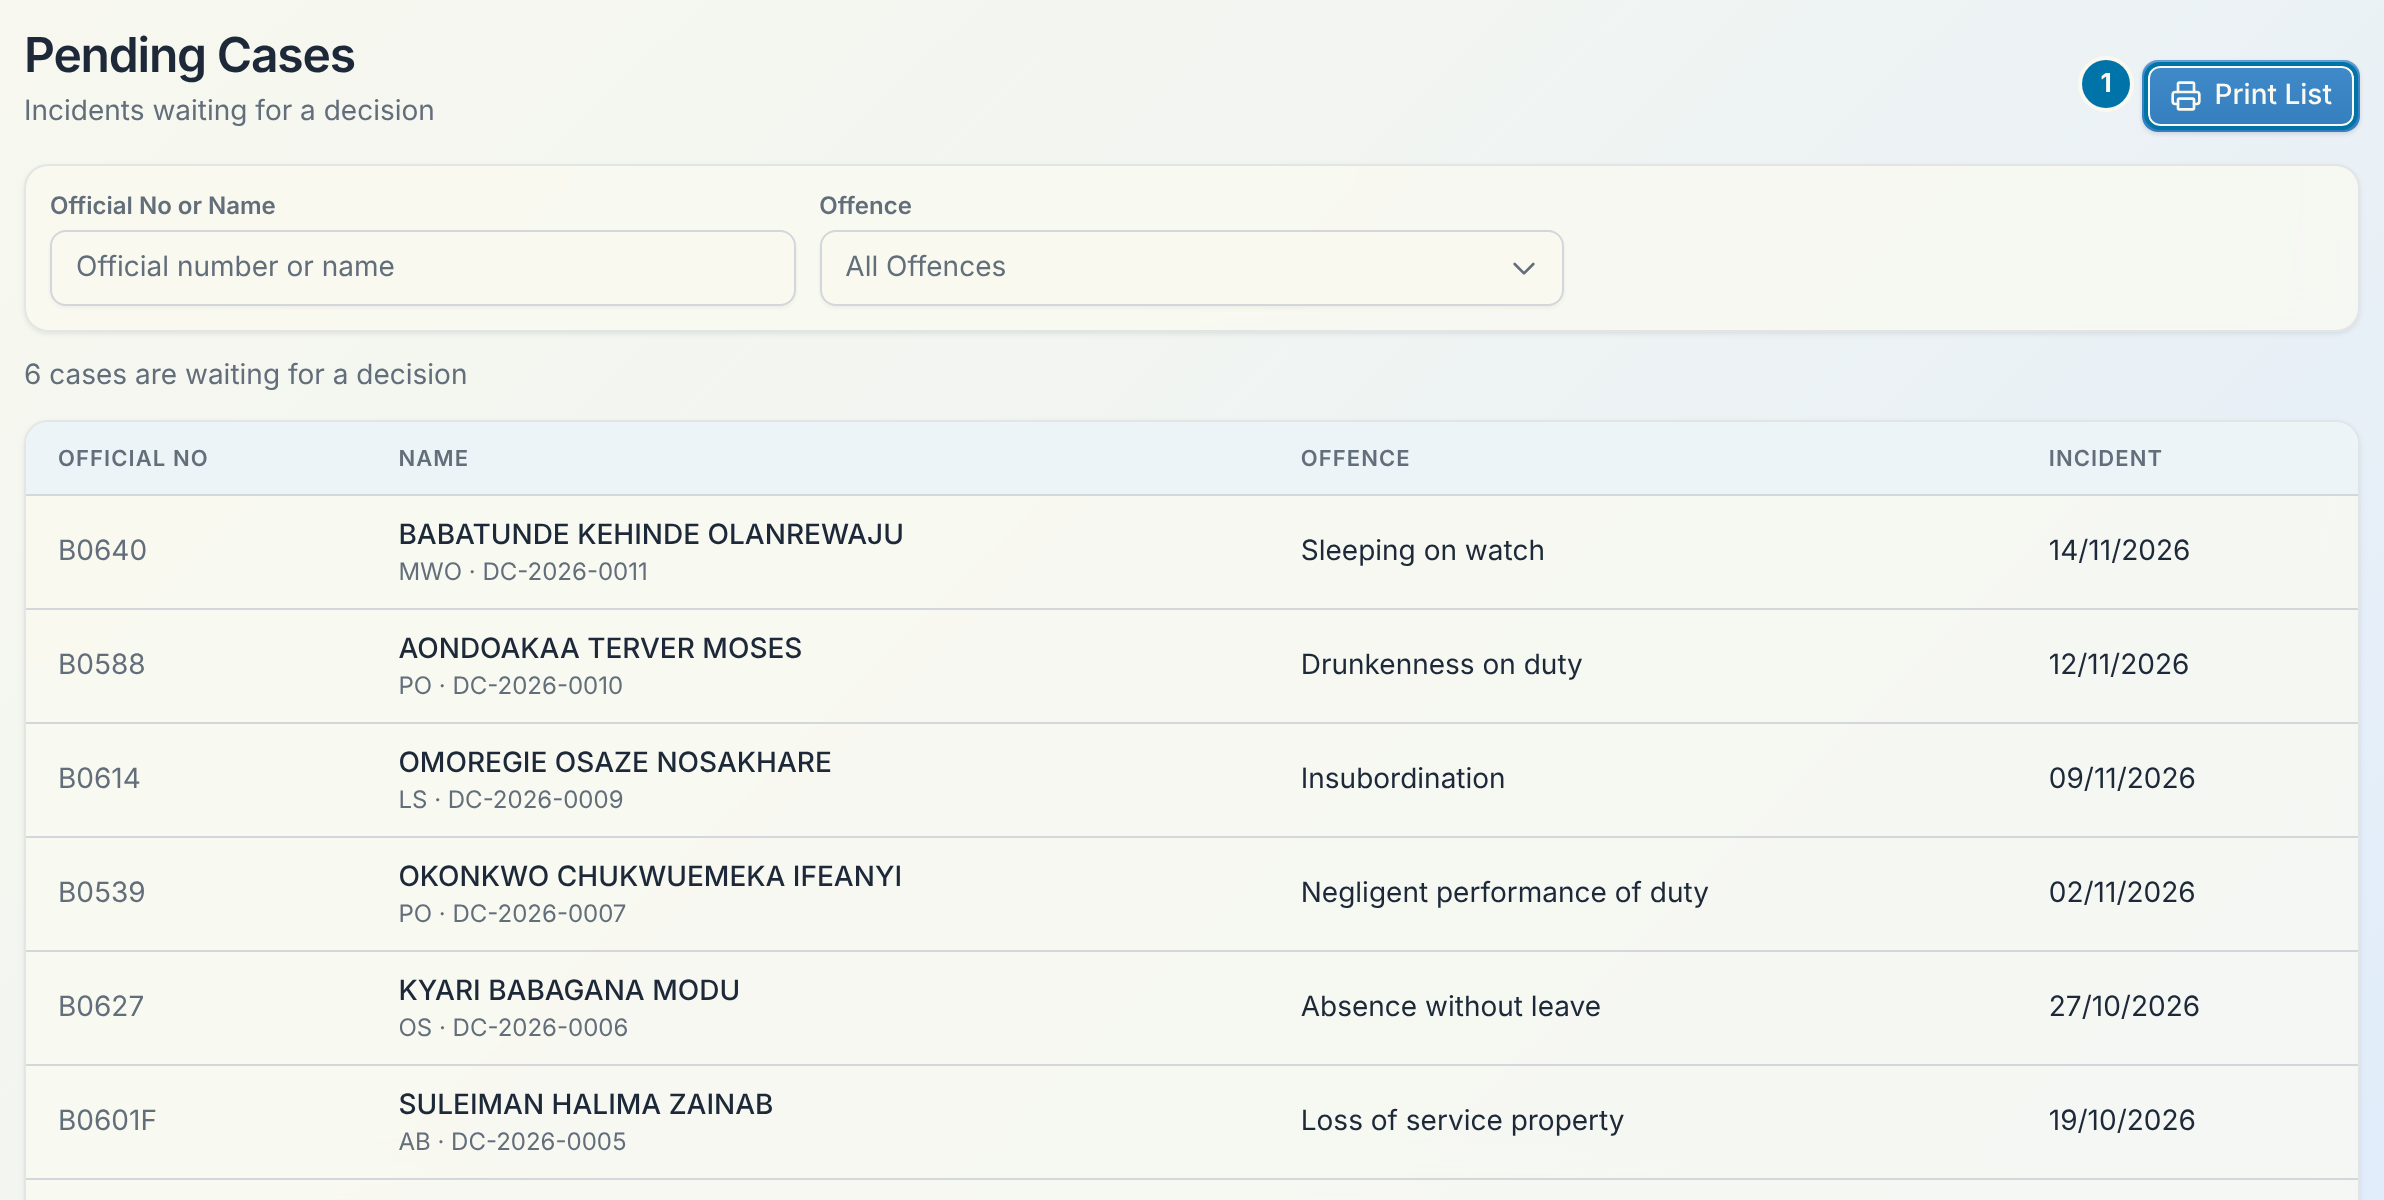 Pending Cases
Incidents waiting for a decision
1
Print List
Official No or Name
Offence
Official number or name
All Offences
6 cases are waiting for a decision
OFFICIAL NO NAME OFFENCE INCIDENT
B0640 BABATUNDE KEHINDE OLANREWAJU Sleeping on watch 14/11/2026
MWO · DC-2026-0011
B0588 AONDOAKAA TERVER MOSES Drunkenness on duty 12/11/2026
PO · DC-2026-0010
B0614 OMOREGIE OSAZE NOSAKHARE Insubordination 09/11/2026
LS · DC-2026-0009
B0539 OKONKWO CHUKWUEMEKA IFEANYI Negligent performance of duty 02/11/2026
PO · DC-2026-0007
B0627 KYARI BABAGANA MODU Absence without leave 27/10/2026
OS · DC-2026-0006
B0601F SULEIMAN HALIMA ZAINAB Loss of service property 19/10/2026
AB · DC-2026-0005